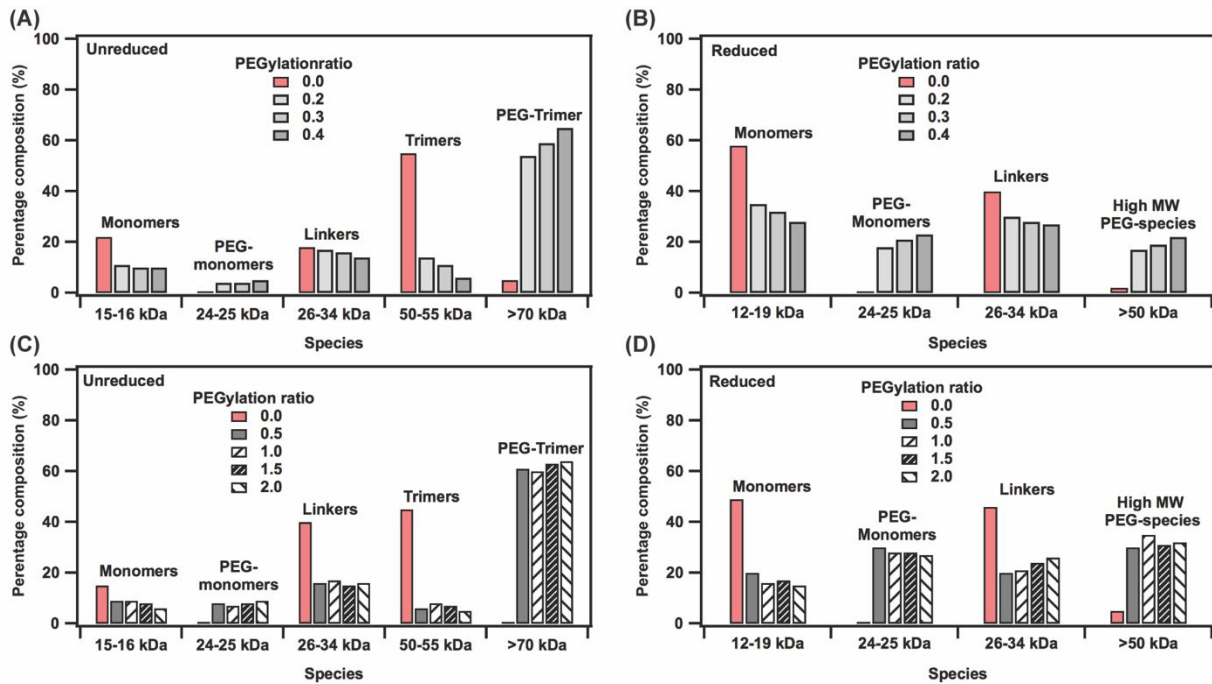 (A)
Unreduced
PEGylationratio
0.0
0.2
0.3
0.4
Monomers
PEG-
monomers
Linkers
Trimers
PEG-Trimer
Perentage composition (%)
100
80
60
40
20
0
15-16 kDa 24-25 kDa 26-34 kDa 50-55 kDa >70 kDa
Species
(B)
Reduced
PEGylation ratio
0.0
0.2
0.3
0.4
Monomers
PEG-
Monomers
Linkers
High MW
PEG-species
Perentage composition (%)
100
80
60
40
20
0
12-19 kDa 24-25 kDa 26-34 kDa >50 kDa
Species
(C)
Unreduced
PEGylation ratio
0.0
0.5
1.0
1.5
2.0
Monomers
PEG-
monomers
Linkers
Trimers
PEG-Trimer
Percentage composition (%)
100
80
60
40
20
0
15-16 kDa 24-25 kDa 26-34 kDa 50-55 kDa >70 kDa
Species
(D)
Reduced
PEGylation ratio
0.0
0.5
1.0
1.5
2.0
Monomers
PEG-
Monomers
Linkers
High MW
PEG-species
Percentage composition (%)
100
80
60
40
20
0
12-19 kDa 24-25 kDa 26-34 kDa >50 kDa
Species